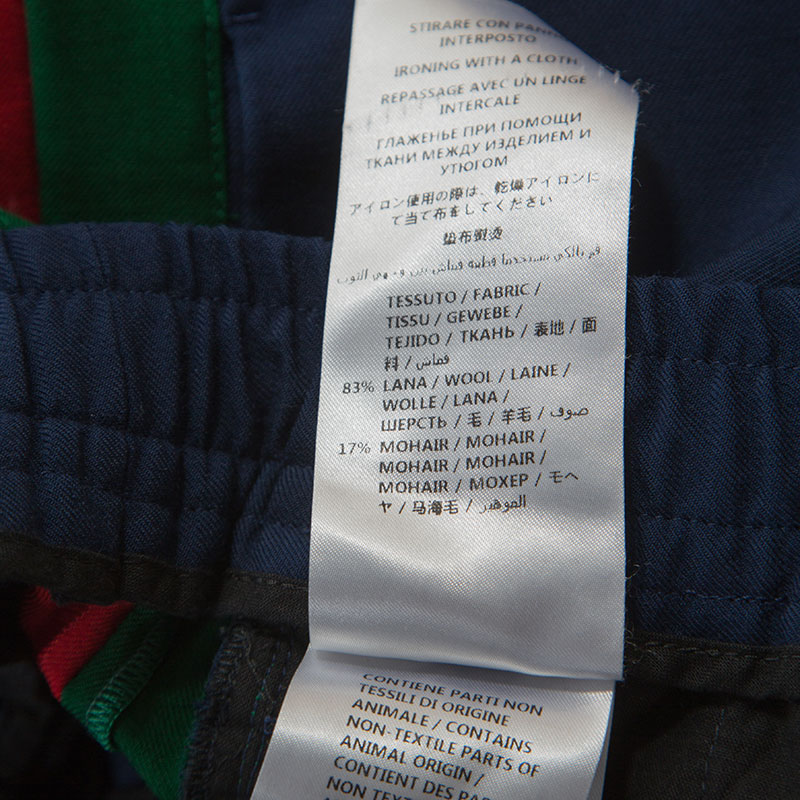 STIRARE CON
INTERPOSTO
IRONING WITH A CLOTH
REPASSAGE AVEC UN LINGE
INTERCALE
ГЛАЖЕНЬЕ ПРИ ПОМОЩИ
ТКАНИ МЕЖДУ ИЗДЕЛИЕМ И
УТЮГОМ
アイロン使用の際は、乾燥アイロンに
て当て布をしてください
垫布熨烫
TESSUTO / FABRIC /
TISSU / GEWEBE /
TEJIDO / ТКАНЬ / 表地 / 面
料 / قماش
83% LANA / WOOL / LAINE /
WOLLE / LANA /
ШЕРСТЬ / 毛 / 羊毛 / صوف
17% MOHAIR / MOHAIR /
MOHAIR / MOHAIR /
MOHAIR / МОХЕР / モヘ
ヤ / 马海毛 / الموهير
CONTIENE PARTI NON
TESSILI DI ORIGINE
ANIMALE / CONTAINS
NON-TEXTILE PARTS OF
ANIMAL ORIGIN /
CONTIENT DES PARTIES
NON TEXTILES